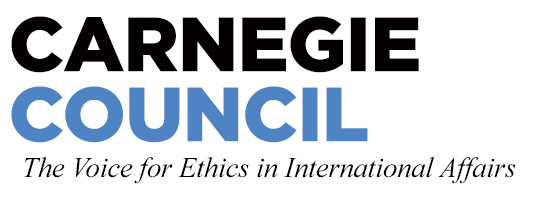 CARNEGIE
COUNCIL
The Voice for Ethics in International Affairs